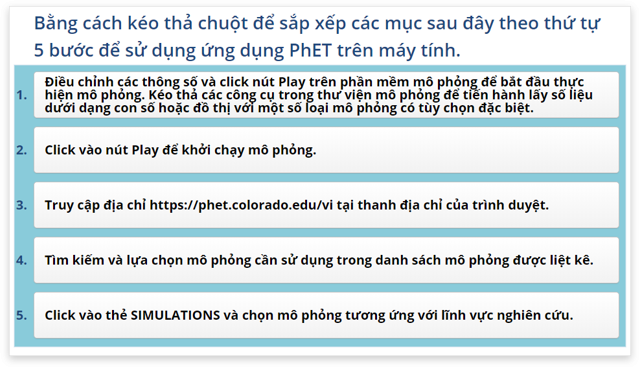 Bằng cách kéo thả chuột để sắp xếp các mục sau đây theo thứ tự
5 bước để sử dụng ứng dụng PhET trên máy tính.
1. Điều chỉnh các thông số và click nút Play trên phần mềm mô phỏng để bắt đầu thực
hiện mô phỏng. Kéo thả các công cụ trong thư viện mô phỏng để tiến hành lấy số liệu
dưới dạng con số hoặc đồ thị với một số loại mô phỏng có tùy chọn đặc biệt.
2. Click vào nút Play để khởi chạy mô phỏng.
3. Truy cập địa chỉ https://phet.colorado.edu/vi tại thanh địa chỉ của trình duyệt.
4. Tìm kiếm và lựa chọn mô phỏng cần sử dụng trong danh sách mô phỏng được liệt kê.
5. Click vào thẻ SIMULATIONS và chọn mô phỏng tương ứng với lĩnh vực nghiên cứu.